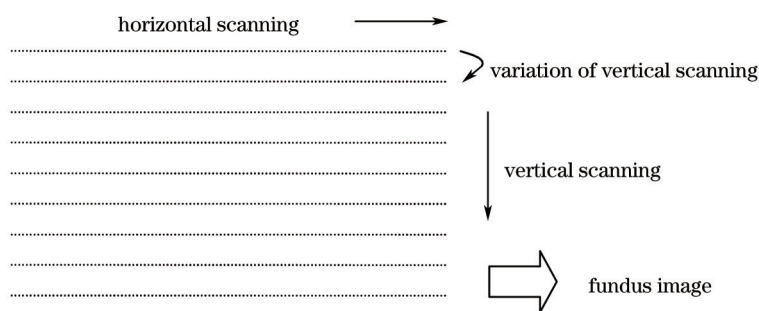 horizontal scanning
variation of vertical scanning
vertical scanning
fundus image